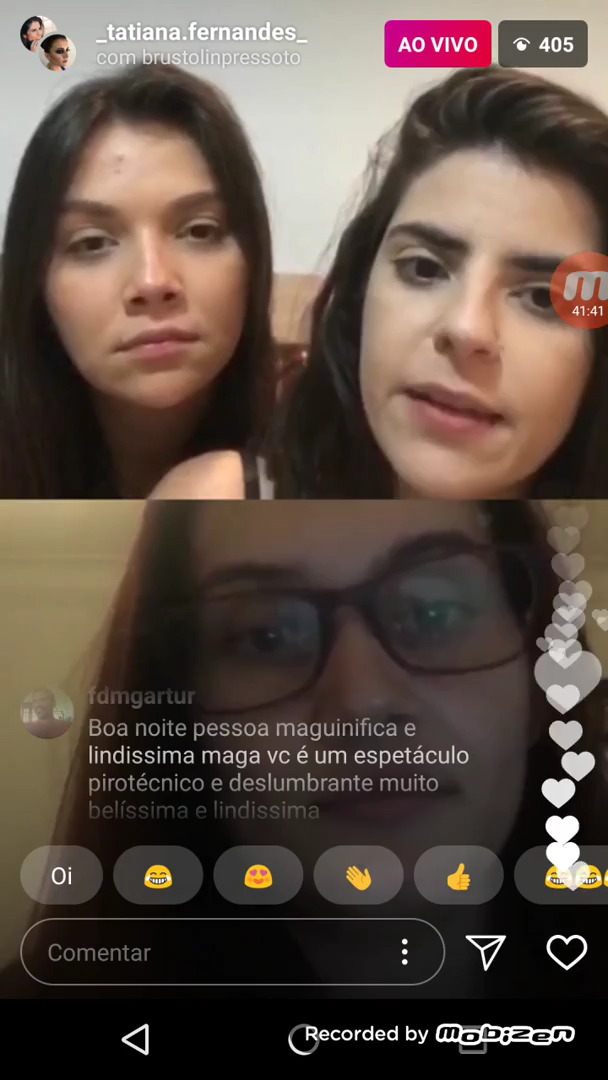 _tatiana.fernandes_
com brustolinpressoto
AO VIVO
405
m
41:41
fdmgartur
Boa noite pessoa maguinifica e
lindissima maga vc é um espetáculo
pirotécnico e deslumbrante muito
belíssima e lindissima
Oi
Comentar
Recorded by mobizen